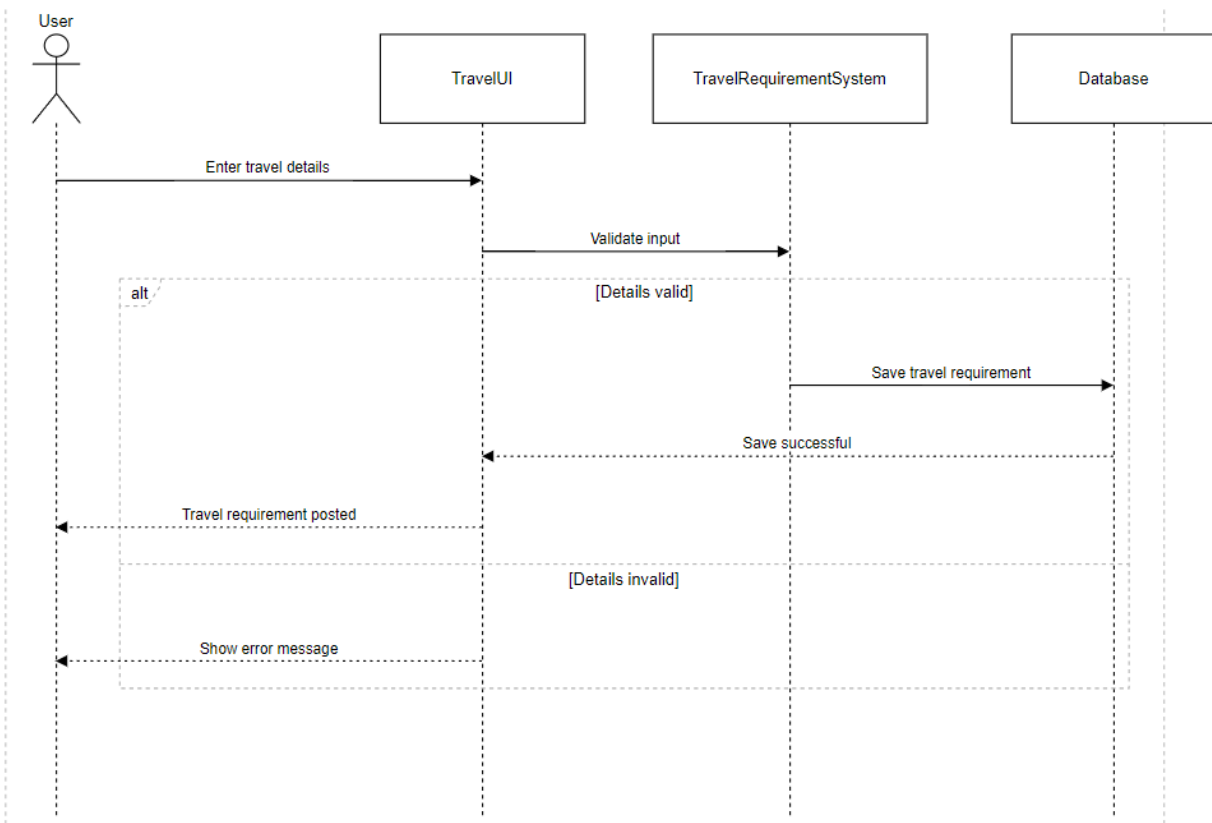 User
TravelUI
TravelRequirementSystem
Database
Enter travel details
Validate input
alt
[Details valid]
Save travel requirement
Save successful
Travel requirement posted
[Details invalid]
Show error message